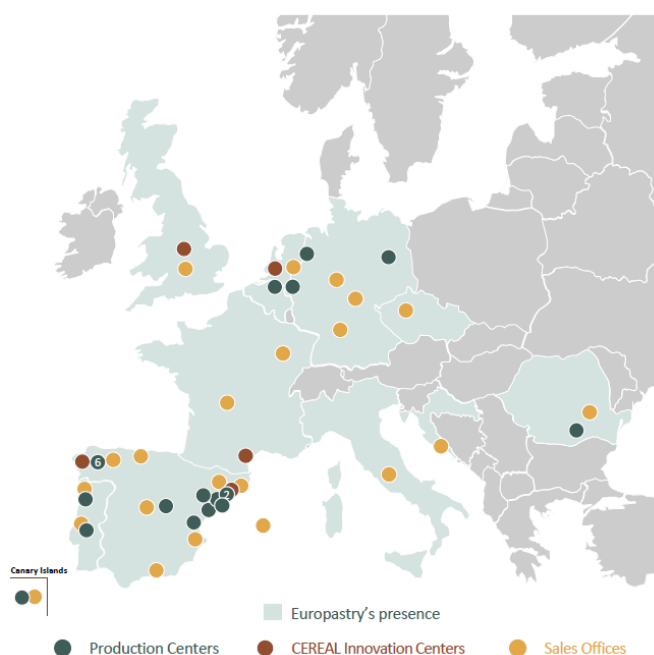 6
2
Canary Islands
Europastry's presence
Production Centers
CEREAL Innovation Centers
Sales Offices